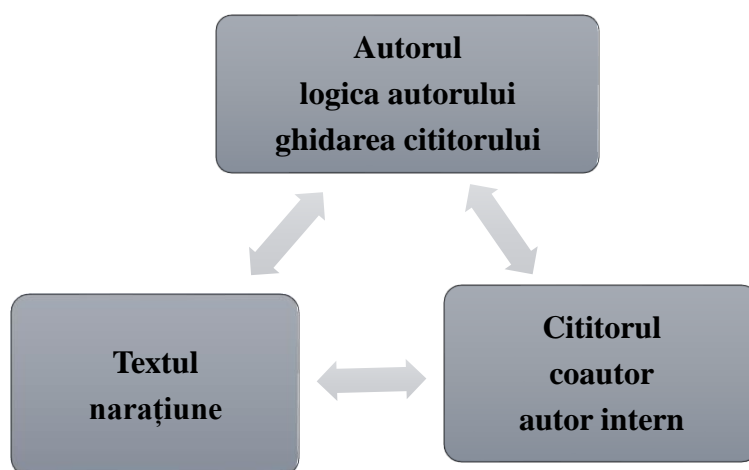 Autorul
logica autorului
ghidarea cititorului
Textul
narațiune
Cititorul
coautor
autor intern